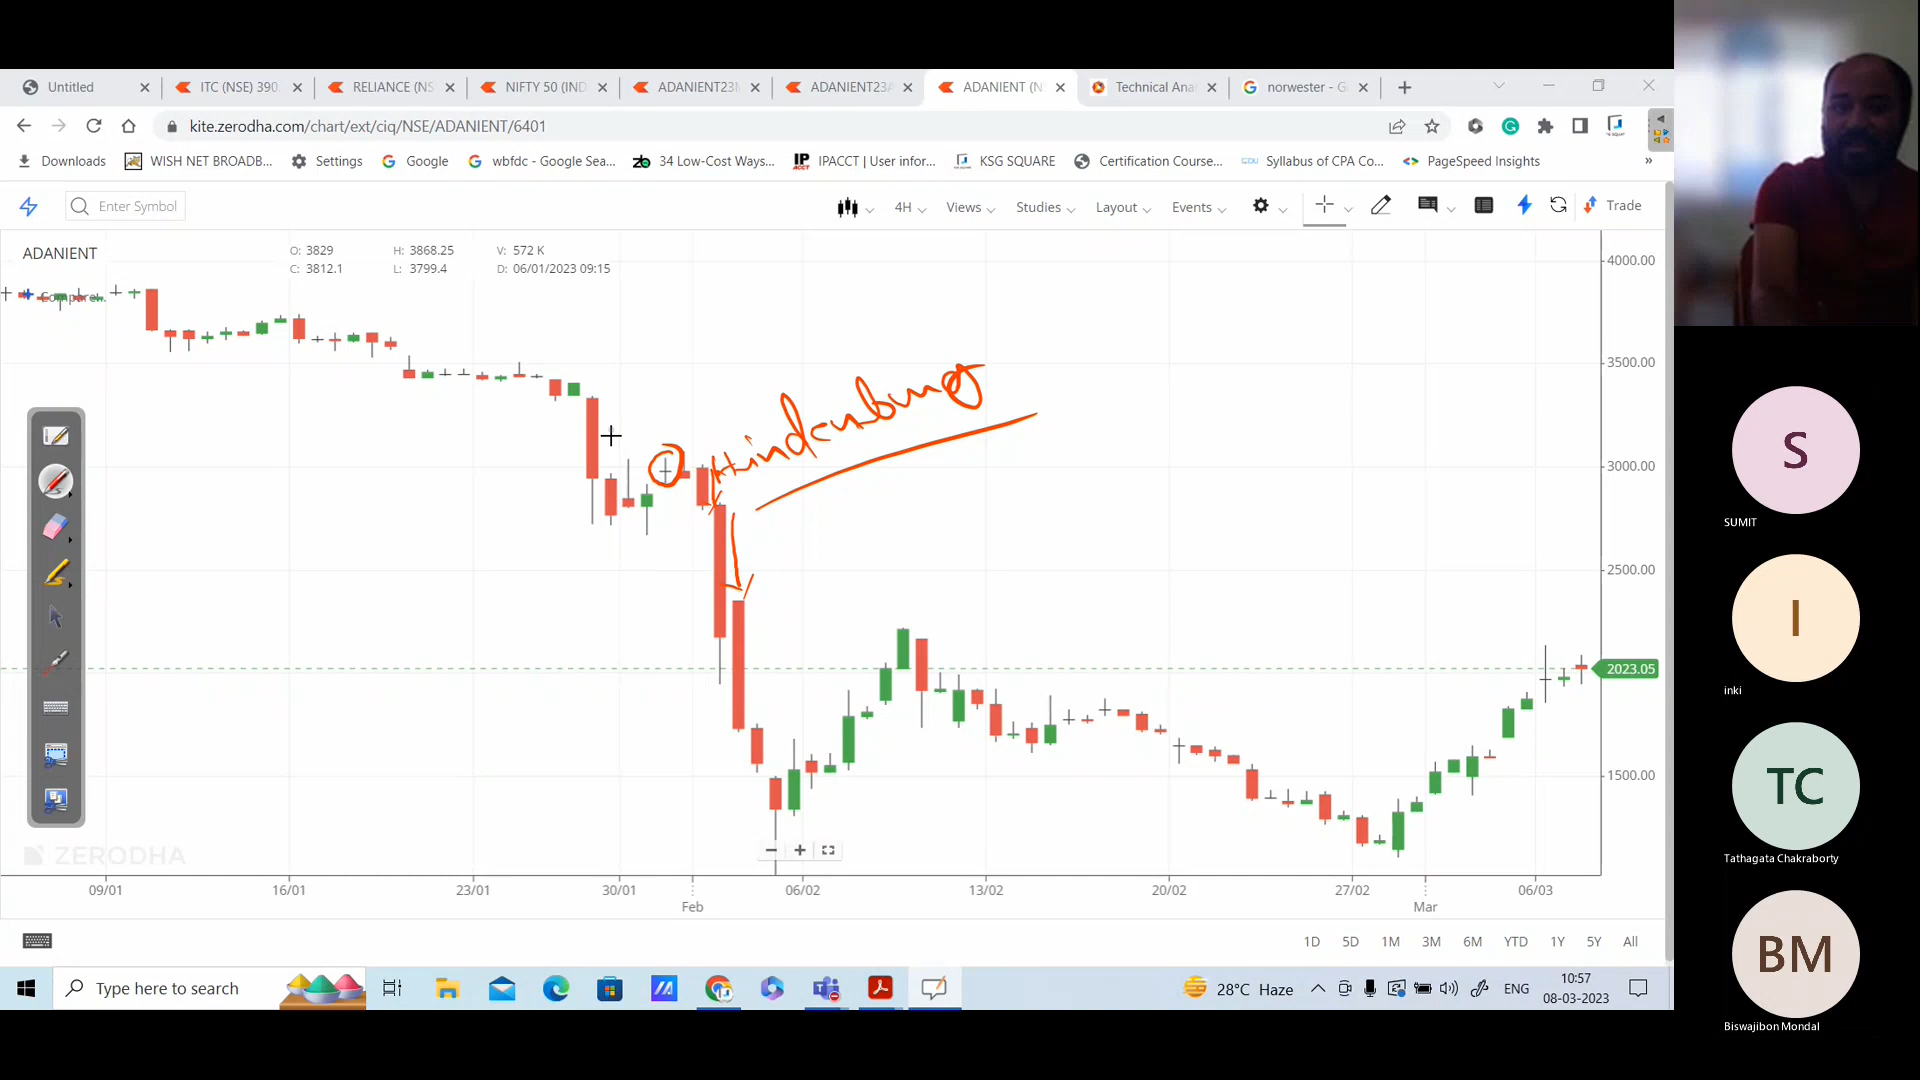 Untitled
ITC (NSE) 390.
RELIANCE (NS
NIFTY 50 (IND
ADANIENT23
ADANIENT23
ADANIENT (N
Technical Ana
norwester - G
kite.zerodha.com/chart/ext/ciq/NSE/ADANIENT/6401
Downloads
WISH NET BROADB...
Settings
Google
wbfdc - Google Sea...
34 Low-Cost Ways...
IPACCT | User infor...
KSG SQUARE
Certification Course...
Syllabus of CPA Co...
PageSpeed Insights
»
Enter Symbol
4H
Views
Studies
Layout
Events
Trade
ADANIENT
O: 3829 H: 3868.25 V: 572 K
C: 3812.1 L: 3799.4 D: 06/01/2023 09:15
Compare...
4000.00
3500.00
Hindenburg
3000.00
2500.00
2023.05
1500.00
ZERODHA
09/01 16/01 23/01 30/01 06/02 13/02 20/02 27/02 06/03
Feb Mar
1D 5D 1M 3M 6M YTD 1Y 5Y All
Type here to search
28°C Haze
ENG
10:57
08-03-2023
S
SUMIT
I
inki
TC
Tathagata Chakraborty
BM
Biswajibon Mondal